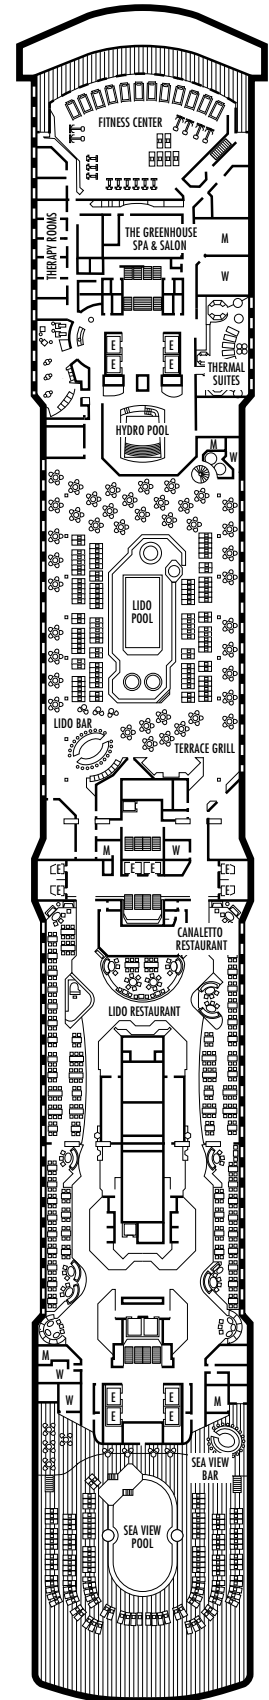 FITNESS CENTER
THERAPY ROOMS
THE GREENHOUSE
SPA & SALON
M
W
E
E
E
E
THERMAL
SUITES
HYDRO POOL
M
W
LIDO
POOL
LIDO BAR
TERRACE GRILL
M
W
E
E
E
E
E
E
CANALETTO
RESTAURANT
LIDO RESTAURANT
M
W
W
M
E
E
E
E
SEA VIEW
BAR
SEA VIEW
POOL